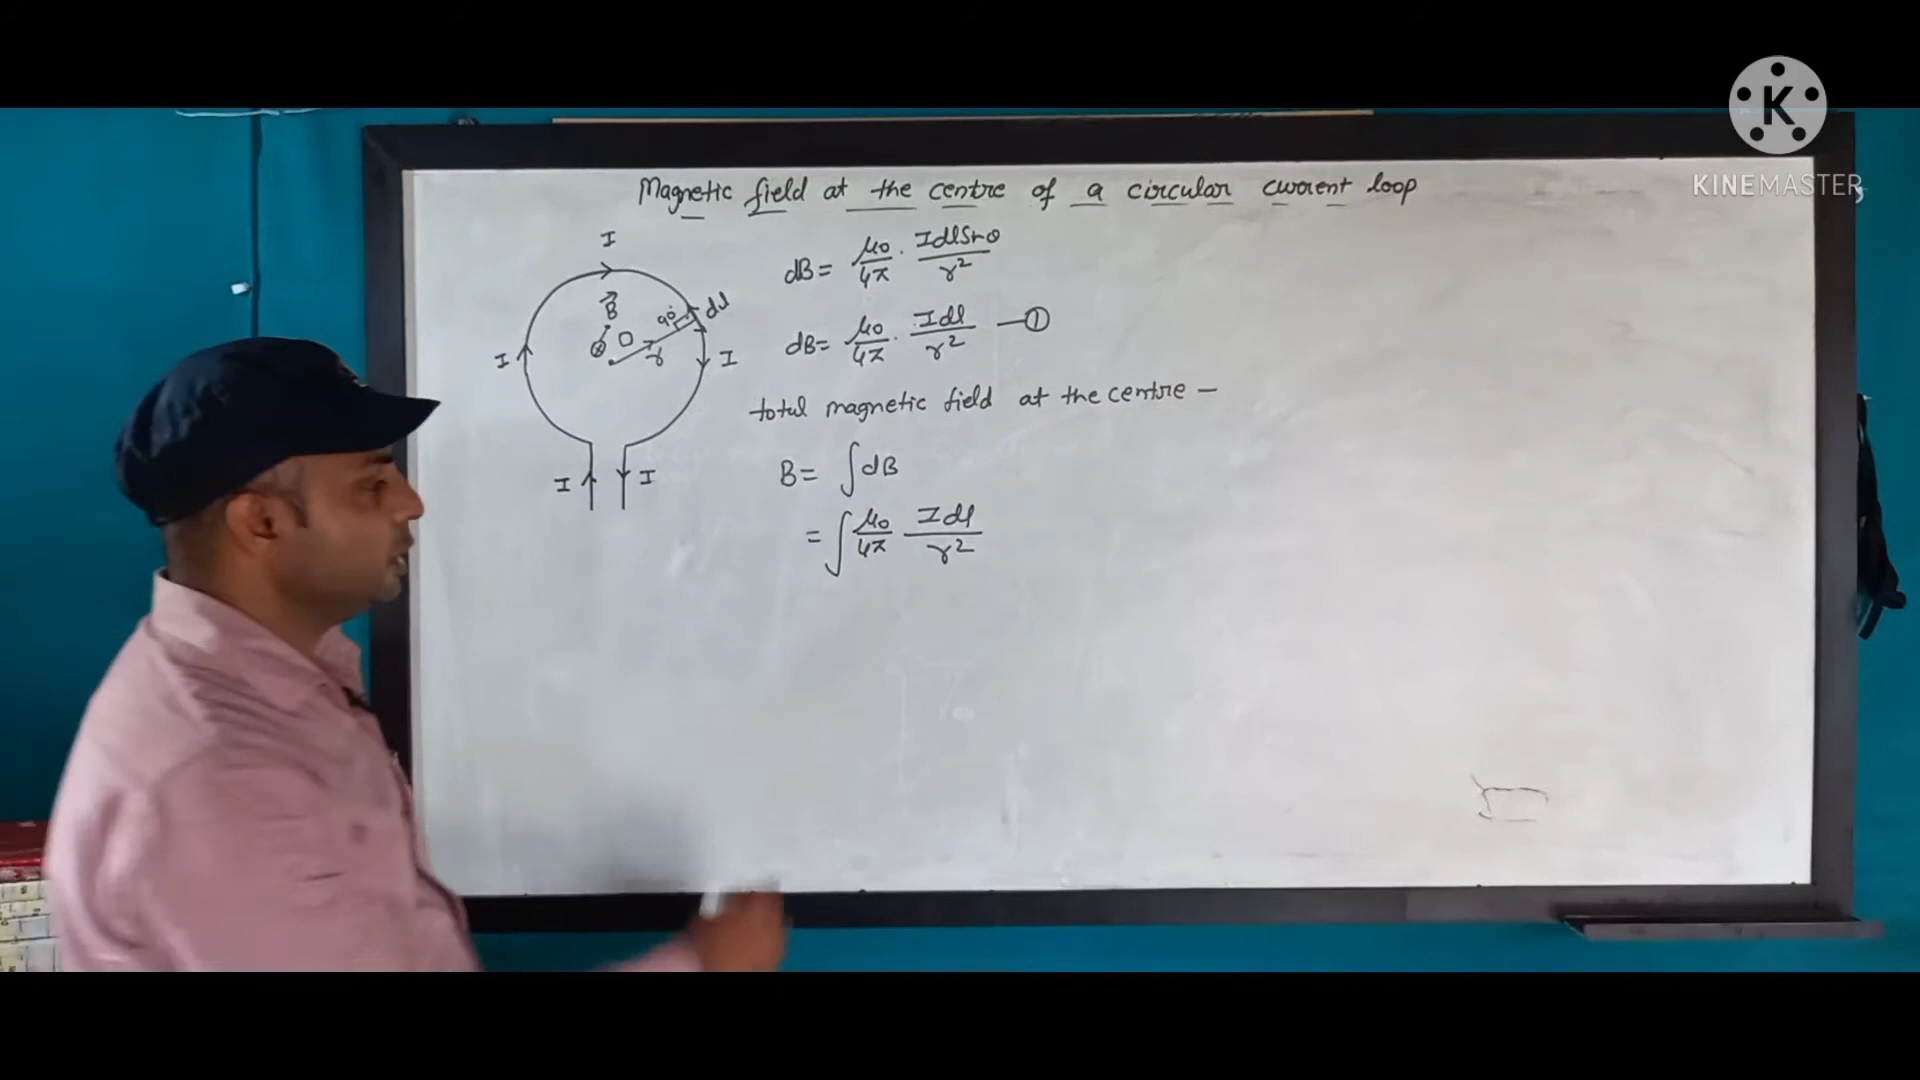 Magnetic field at the centre of a circular current loop
I
dB = μ0/4π · Idl Sinθ/r²
B⃗
90°
dl
O
r
I
I
dB = μ0/4π · Idl/r² — ①
total magnetic field at the centre —
I
I
B = ∫dB
= ∫ μ0/4π Idl/r²
K
KINEMASTER